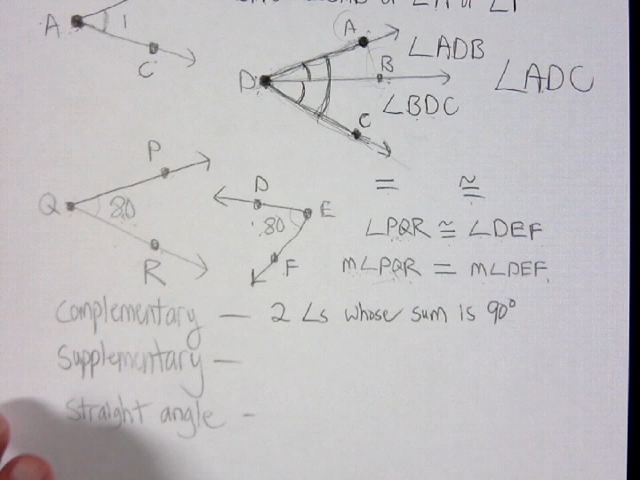 A 1
C
A
∠ADB
D B ∠ADC
∠BDC
C
P
Q 80
R
D
E
80
F
= ≅
∠PQR ≅ ∠DEF
m∠PQR = m∠DEF
Complementary — 2 ∠s whose sum is 90°
Supplementary —
Straight angle -